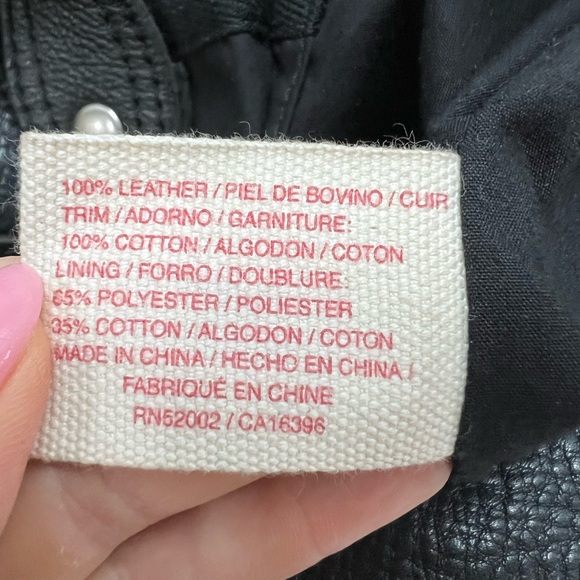 100% LEATHER / PIEL DE BOVINO / CUIR
TRIM / ADORNO / GARNITURE:
100% COTTON / ALGODON / COTON
LINING / FORRO / DOUBLURE:
65% POLYESTER / POLIESTER
35% COTTON / ALGODON / COTON
MADE IN CHINA / HECHO EN CHINA /
FABRIQUÉ EN CHINE
RN52002 / CA16396